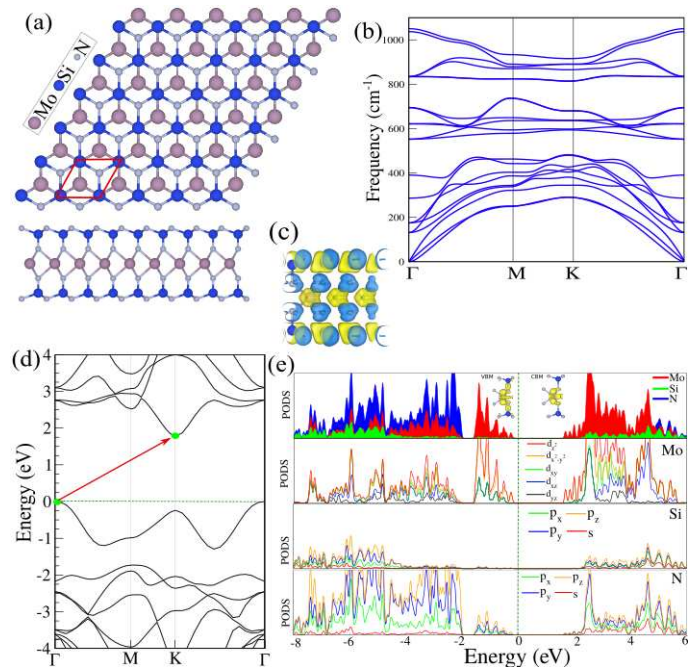 (a)
Mo Si N
(b)
Frequency (cm⁻¹)
1000
800
600
400
200
0
Γ M K Γ
(c)
(d)
Energy (eV)
4
3
2
1
0
-1
-2
-3
-4
Γ M K Γ
(e)
VBM CBM
Mo
Si
N
PODS
Mo
d_z²
d_x²-y²
d_xy
d_xz
d_yz
PODS
Si
p_x p_z
p_y s
PODS
N
p_x p_z
p_y s
PODS
-8 -6 -4 -2 0 2 4 6
Energy (eV)